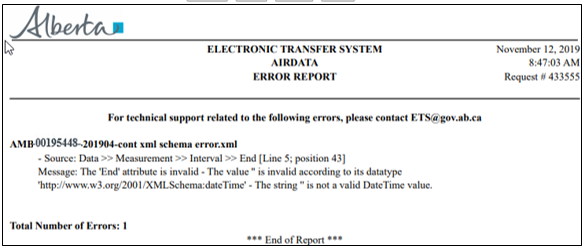 Alberta
ELECTRONIC TRANSFER SYSTEM
November 12, 2019
AIRDATA
8:47:03 AM
ERROR REPORT
Request # 433555
For technical support related to the following errors, please contact ETS@gov.ab.ca
AMB-00195448-201904-cont xml schema error.xml
- Source: Data >> Measurement >> Interval >> End [Line 5; position 43]
Message: The 'End' attribute is invalid - The value '' is invalid according to its datatype
'http://www.w3.org/2001/XMLSchema:dateTime' - The string '' is not a valid DateTime value.
Total Number of Errors: 1
*** End of Report ***